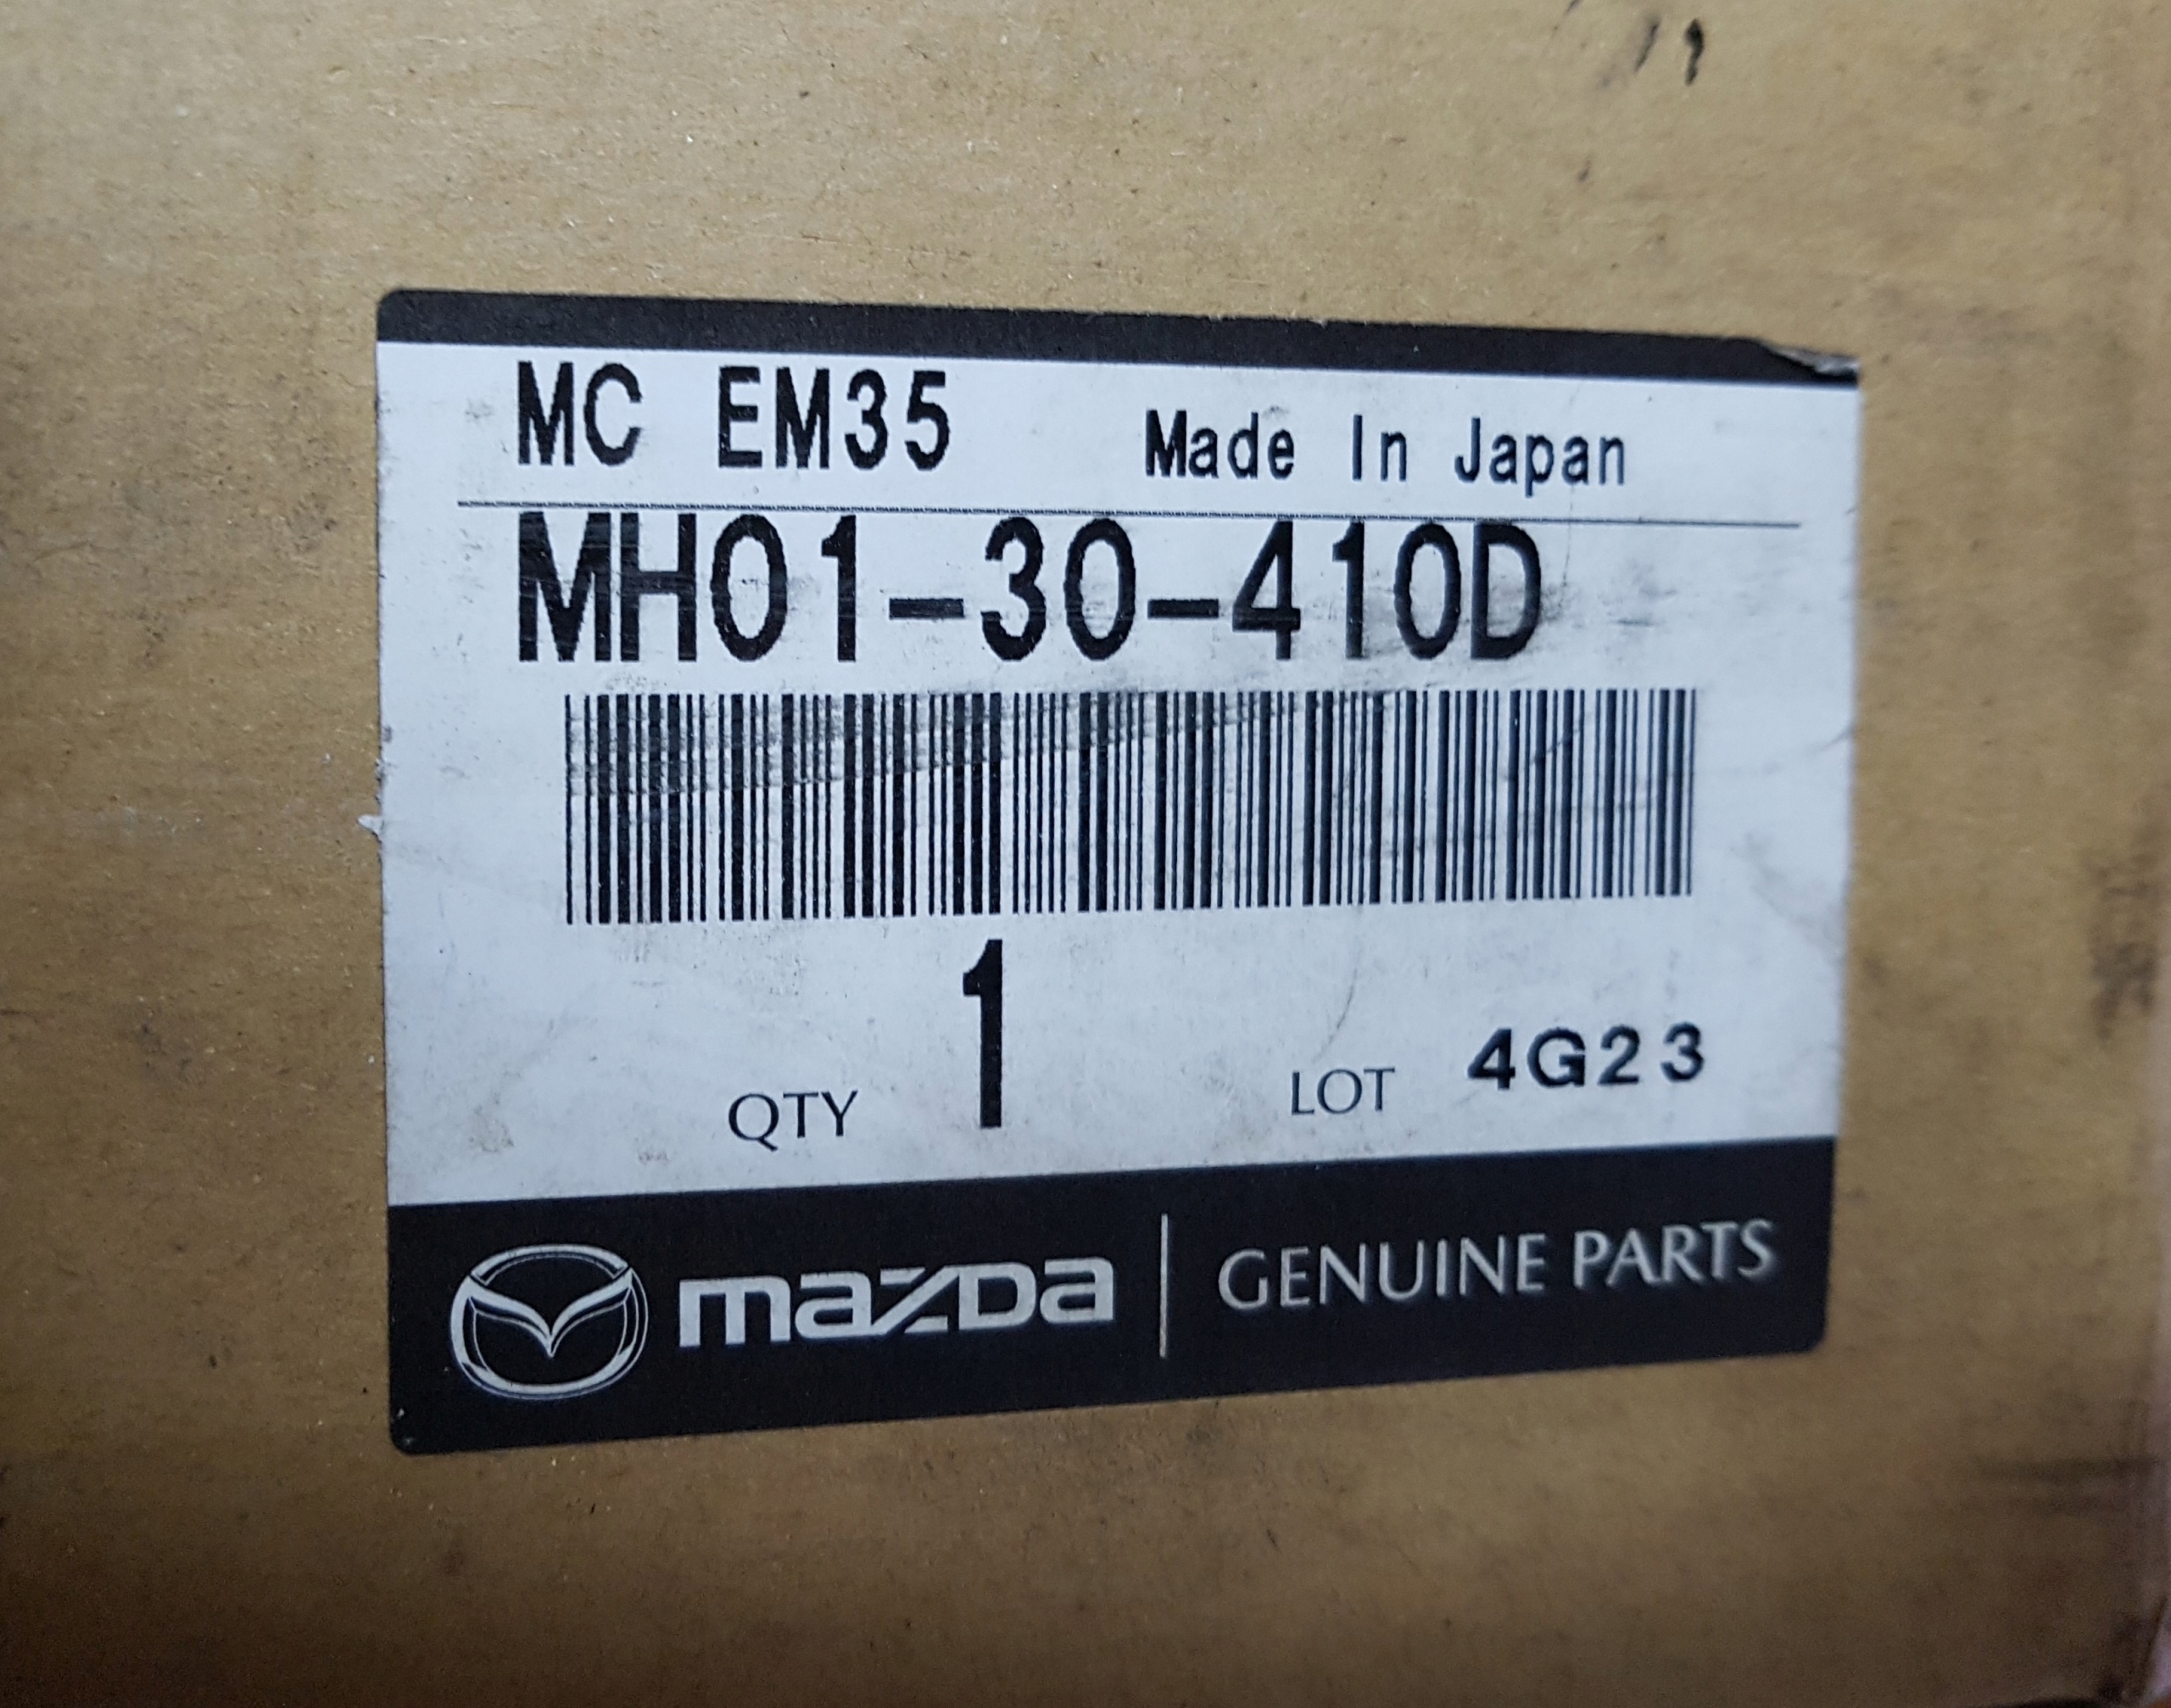 MC EM35 Made In Japan
MH01-30-410D
QTY 1 LOT 4G23
mazda GENUINE PARTS